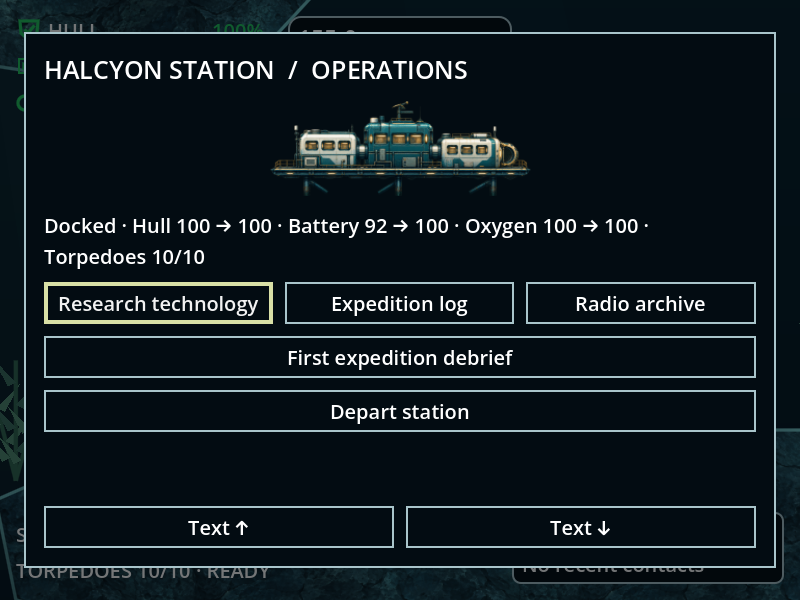 HULL 100%
HALCYON STATION / OPERATIONS
Docked · Hull 100 → 100 · Battery 92 → 100 · Oxygen 100 → 100 ·
Torpedoes 10/10
Research technology
Expedition log
Radio archive
First expedition debrief
Depart station
Text ↑
Text ↓
TORPEDOES 10/10 · READY
No recent contacts